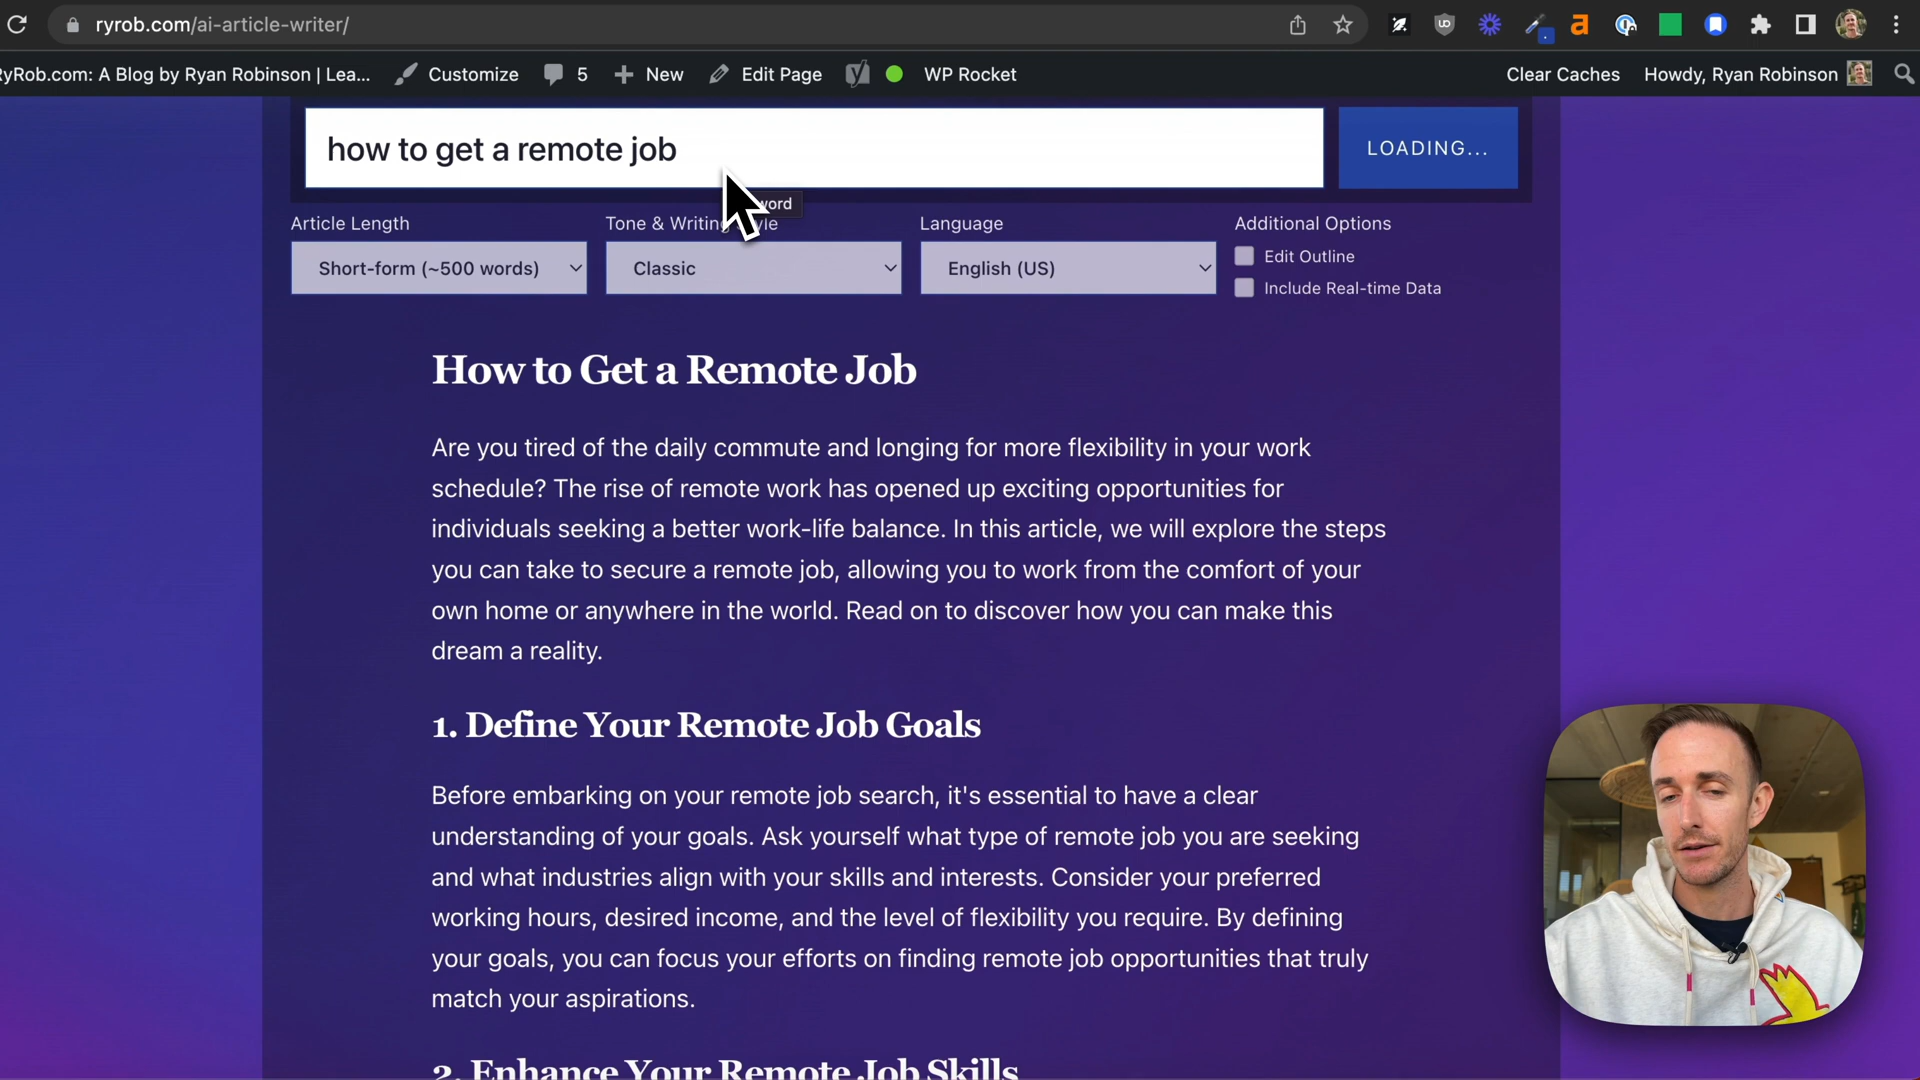 ryrob.com/ai-article-writer/
RyRob.com: A Blog by Ryan Robinson | Lea...
Customize
5
New
Edit Page
WP Rocket
Clear Caches
Howdy, Ryan Robinson
how to get a remote job
LOADING...
Article Length
Tone & Writing
Language
Additional Options
Short-form (~500 words)
Classic
English (US)
Edit Outline
Include Real-time Data
How to Get a Remote Job
Are you tired of the daily commute and longing for more flexibility in your work
schedule? The rise of remote work has opened up exciting opportunities for
individuals seeking a better work-life balance. In this article, we will explore the steps
you can take to secure a remote job, allowing you to work from the comfort of your
own home or anywhere in the world. Read on to discover how you can make this
dream a reality.
1. Define Your Remote Job Goals
Before embarking on your remote job search, it's essential to have a clear
understanding of your goals. Ask yourself what type of remote job you are seeking
and what industries align with your skills and interests. Consider your preferred
working hours, desired income, and the level of flexibility you require. By defining
your goals, you can focus your efforts on finding remote job opportunities that truly
match your aspirations.
2. Enhance Your Remote Job Skills